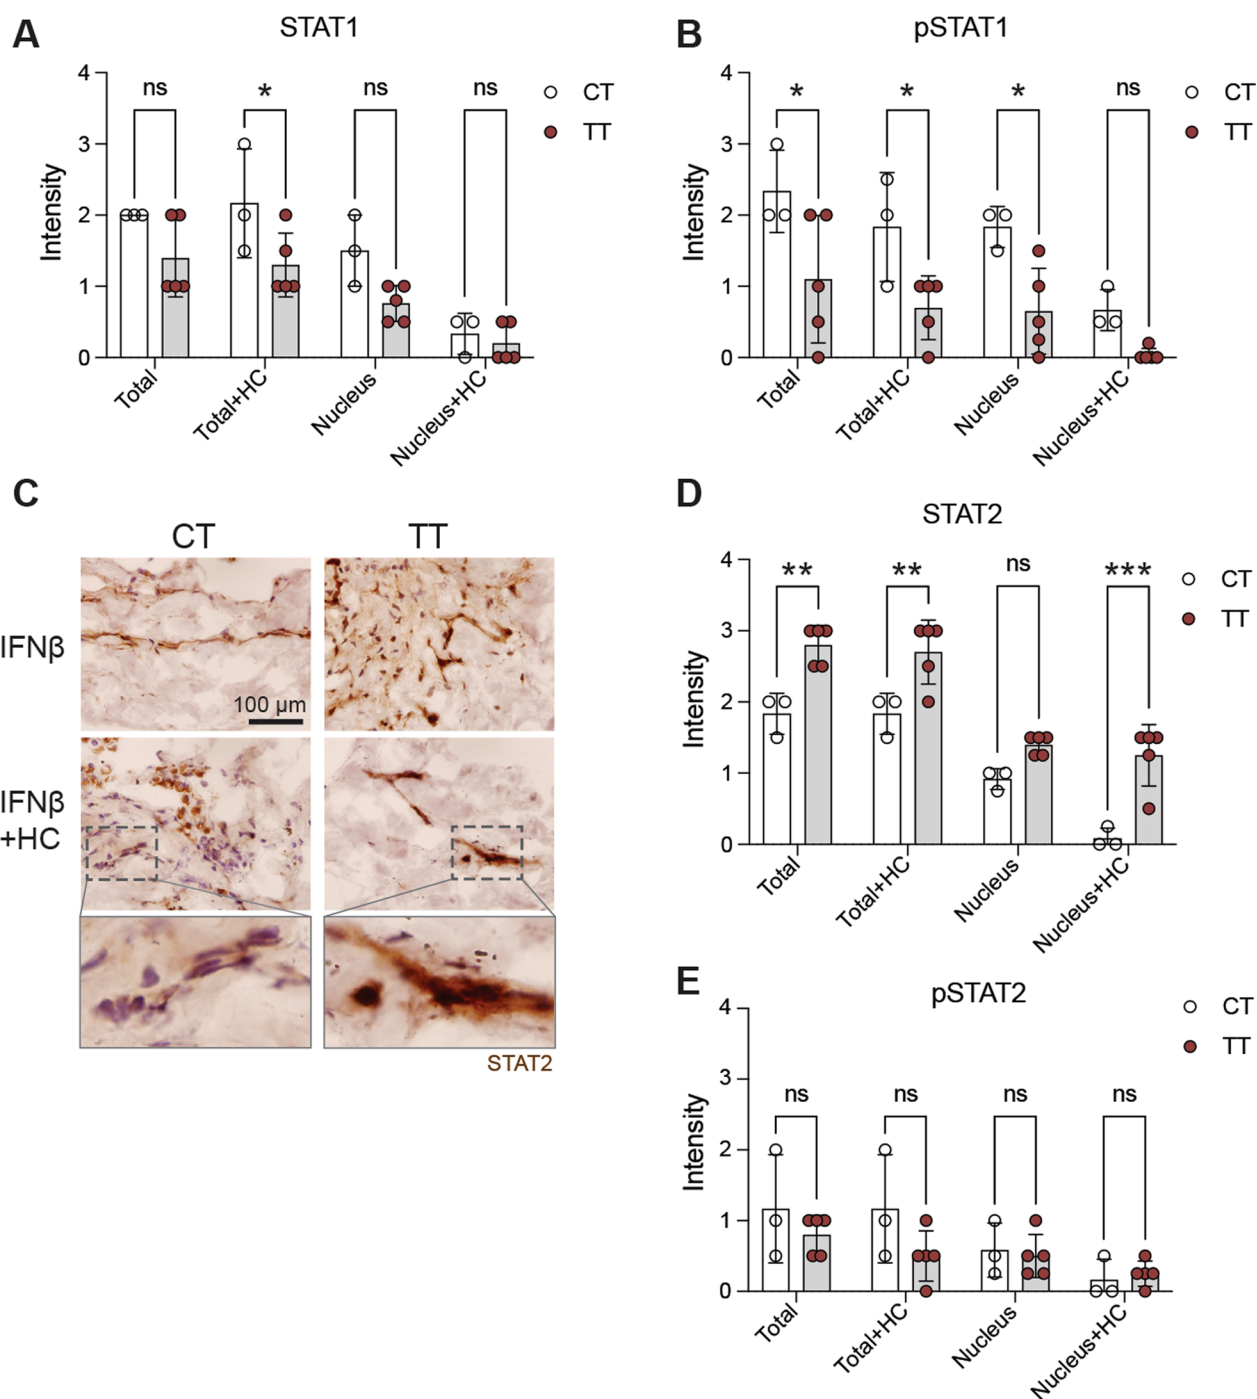 A
STAT1
Intensity
4
3
2
1
0
ns
*
ns
ns
CT
TT
Total
Total+HC
Nucleus
Nucleus+HC
B
pSTAT1
Intensity
4
3
2
1
0
*
*
*
ns
CT
TT
Total
Total+HC
Nucleus
Nucleus+HC
C
CT
TT
IFNβ
100 µm
IFNβ
+HC
STAT2
D
STAT2
Intensity
4
3
2
1
0
**
**
ns
***
CT
TT
Total
Total+HC
Nucleus
Nucleus+HC
E
pSTAT2
Intensity
4
3
2
1
0
ns
ns
ns
ns
CT
TT
Total
Total+HC
Nucleus
Nucleus+HC